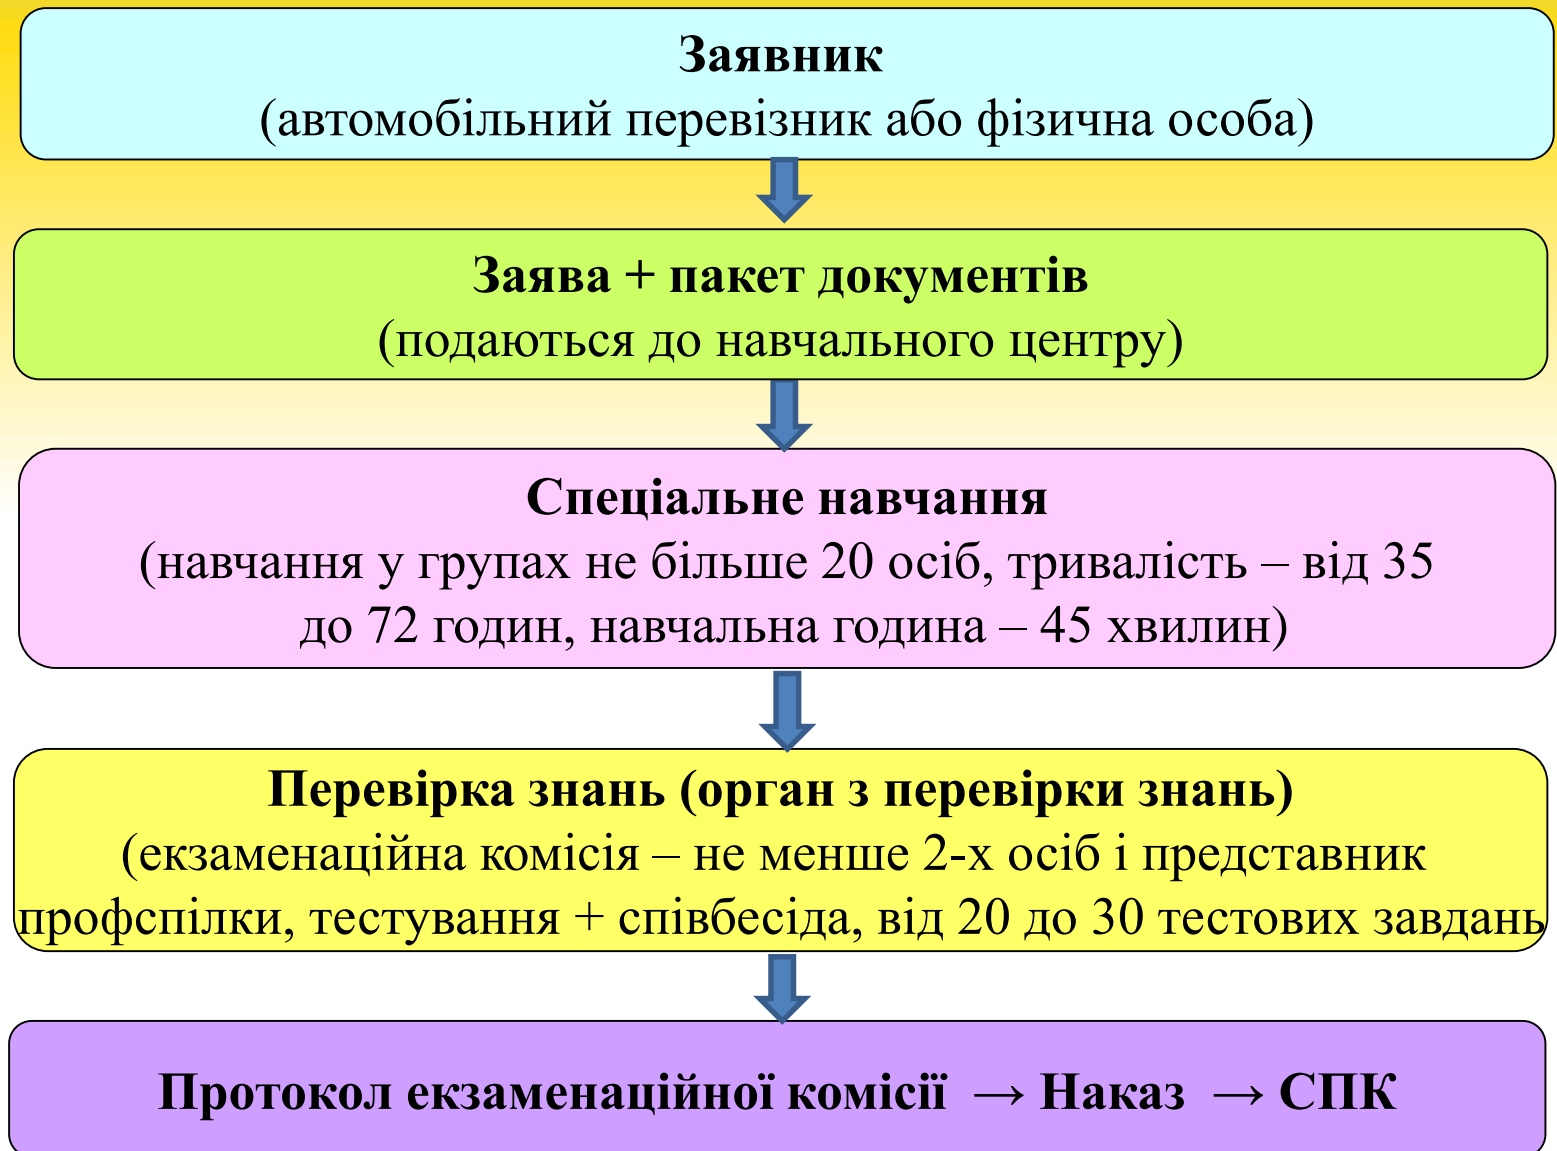 Заявник
(автомобільний перевізник або фізична особа)
Заява + пакет документів
(подаються до навчального центру)
Спеціальне навчання
(навчання у групах не більше 20 осіб, тривалість – від 35
до 72 годин, навчальна година – 45 хвилин)
Перевірка знань (орган з перевірки знань)
(екзаменаційна комісія – не менше 2-х осіб і представник
профспілки, тестування + співбесіда, від 20 до 30 тестових завдань
Протокол екзаменаційної комісії → Наказ → СПК